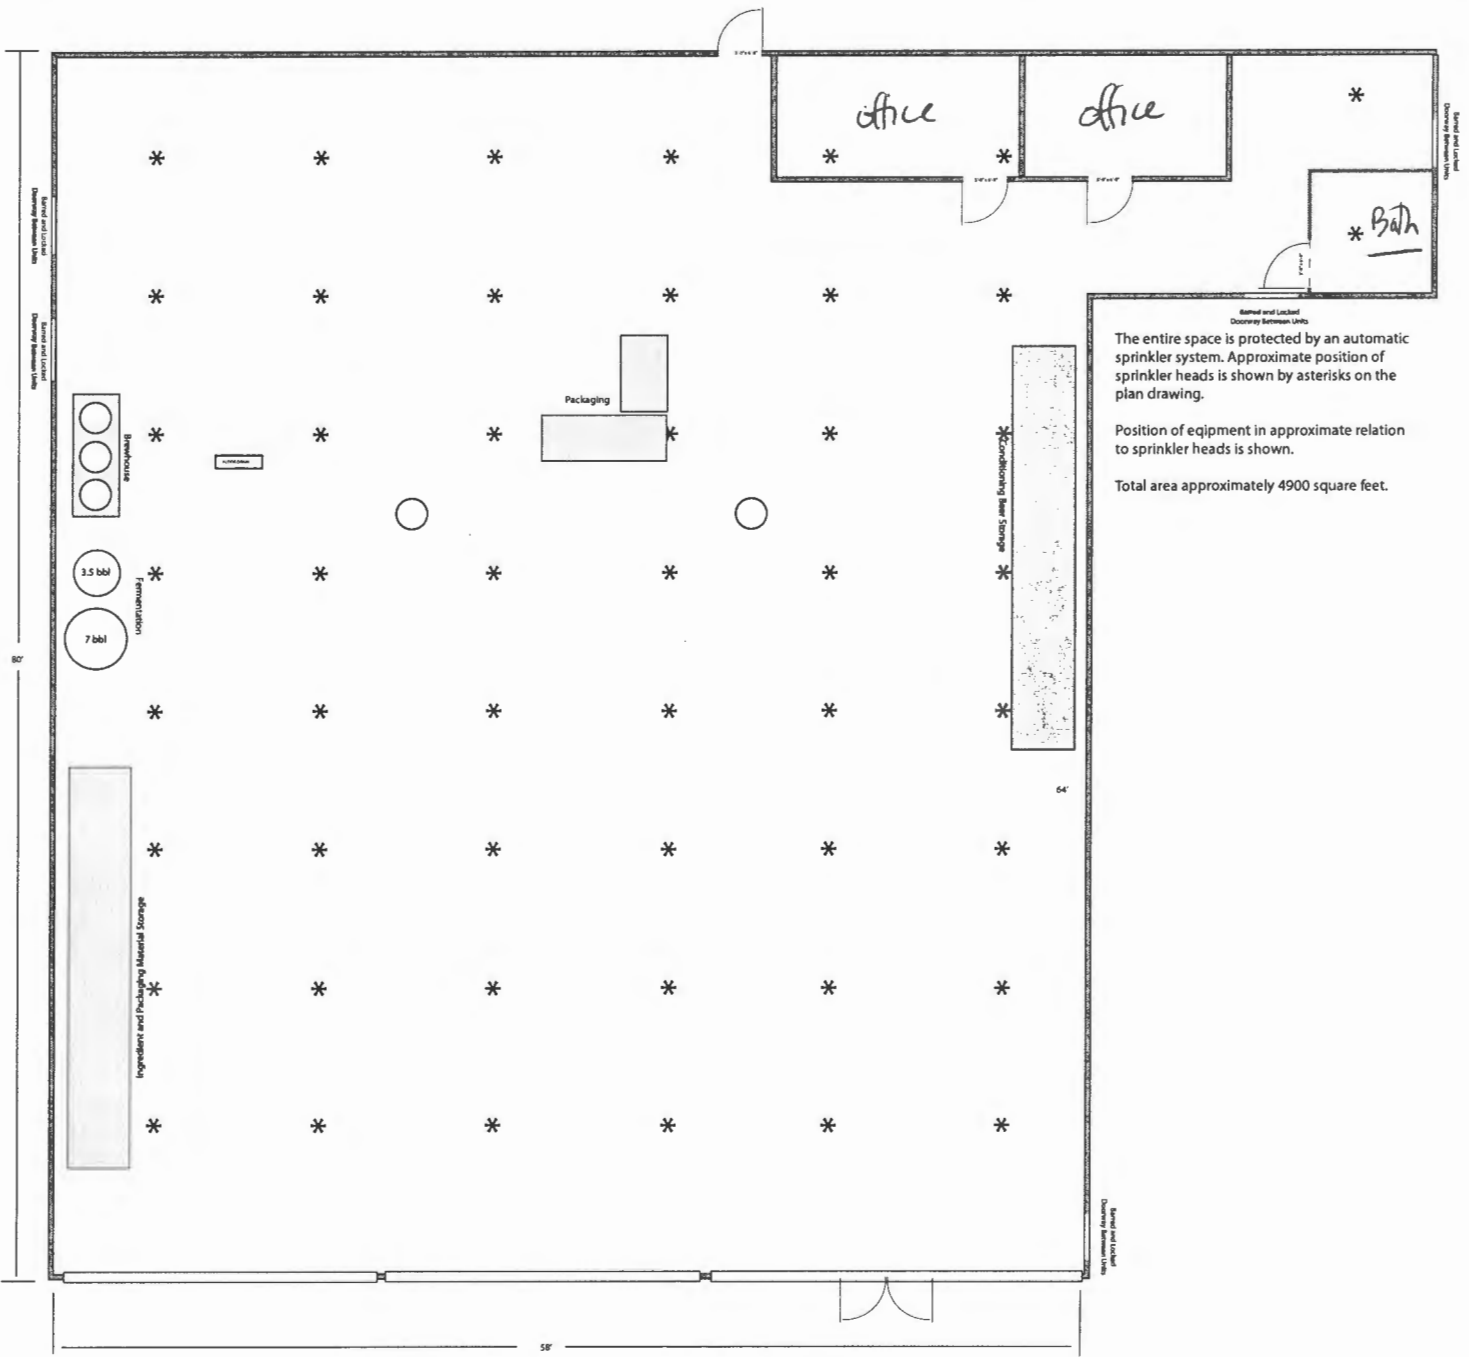 office
office
Bath
Barred and Locked
Doorway Between Units
Barred and Locked
Doorway Between Units
Barred and Locked
Doorway Between Units
Barred and Locked
Doorway Between Units
The entire space is protected by an automatic
sprinkler system. Approximate position of
sprinkler heads is shown by asterisks on the
plan drawing.
Position of eqipment in approximate relation
to sprinkler heads is shown.
Total area approximately 4900 square feet.
Packaging
Brewhouse
Conditioning Beer Storage
3.5 bbl
Fermentation
7 bbl
80'
64'
Ingredient and Packaging Material Storage
Barred and Locked
Doorway Between Units
58'